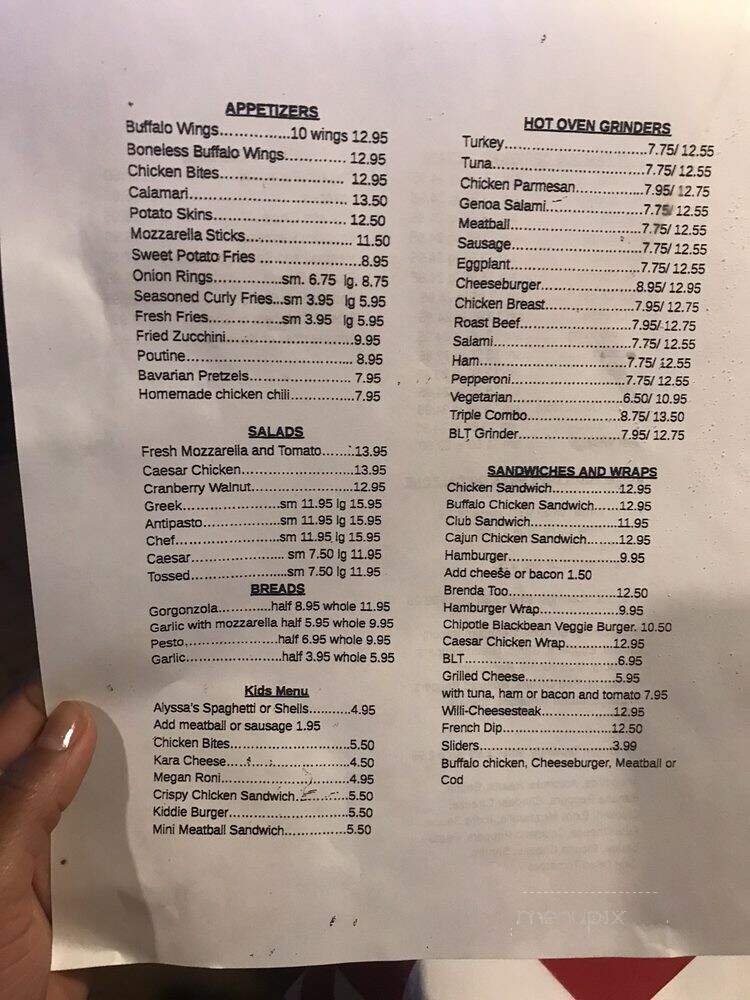 APPETIZERS
Buffalo Wings..............10 wings 12.95
Boneless Buffalo Wings............ 12.95
Chicken Bites......................... 12.95
Calamari................................. 13.50
Potato Skins........................... 12.50
Mozzarella Sticks..................... 11.50
Sweet Potato Fries ....................8.95
Onion Rings..............sm. 6.75 lg. 8.75
Seasoned Curly Fries...sm 3.95 lg 5.95
Fresh Fries...............sm 3.95 lg 5.95
Fried Zucchini..........................9.95
Poutine.................................. 8.95
Bavarian Pretzels..................... 7.95
Homemade chicken chili.............7.95
SALADS
Fresh Mozzarella and Tomato.......13.95
Caesar Chicken.......................13.95
Cranberry Walnut.....................12.95
Greek....................sm 11.95 lg 15.95
Antipasto................sm 11.95 lg 15.95
Chef......................sm 11.95 lg 15.95
Caesar................... sm 7.50 lg 11.95
Tossed...................sm 7.50 lg 11.95
BREADS
Gorgonzola............half 8.95 whole 11.95
Garlic with mozzarella half 5.95 whole 9.95
Pesto....................half 6.95 whole 9.95
Garlic....................half 3.95 whole 5.95
Kids Menu
Alyssa's Spaghetti or Shells.........4.95
Add meatball or sausage 1.95
Chicken Bites..........................5.50
Kara Cheese...........................4.50
Megan Roni............................4.95
Crispy Chicken Sandwich...........5.50
Kiddie Burger..........................5.50
Mini Meatball Sandwich.............5.50
HOT OVEN GRINDERS
Turkey..............................7.75/ 12.55
Tuna................................7.75/ 12.55
Chicken Parmesan..............7.95/ 12.75
Genoa Salami....................7.75/ 12.55
Meatball...........................7.75/ 12.55
Sausage...........................7.75/ 12.55
Eggplant...........................7.75/ 12.55
Cheeseburger....................8.95/ 12.95
Chicken Breast...................7.95/ 12.75
Roast Beef........................7.95/ 12.75
Salami.............................7.75/ 12.55
Ham................................7.75/ 12.55
Pepperoni.........................7.75/ 12.55
Vegetarian........................6.50/ 10.95
Triple Combo.....................8.75/ 13.50
BLT Grinder.......................7.95/ 12.75
SANDWICHES AND WRAPS
Chicken Sandwich...............12.95
Buffalo Chicken Sandwich......12.95
Club Sandwich...................11.95
Cajun Chicken Sandwich.......12.95
Hamburger.........................9.95
Add cheese or bacon 1.50
Brenda Too.......................12.50
Hamburger Wrap.................9.95
Chipotle Blackbean Veggie Burger. 10.50
Caesar Chicken Wrap...........12.95
BLT..................................6.95
Grilled Cheese....................5.95
with tuna, ham or bacon and tomato 7.95
Willi-Cheesesteak................12.95
French Dip........................12.50
Sliders..............................3.99
Buffalo chicken, Cheeseburger, Meatball or
Cod
menupix